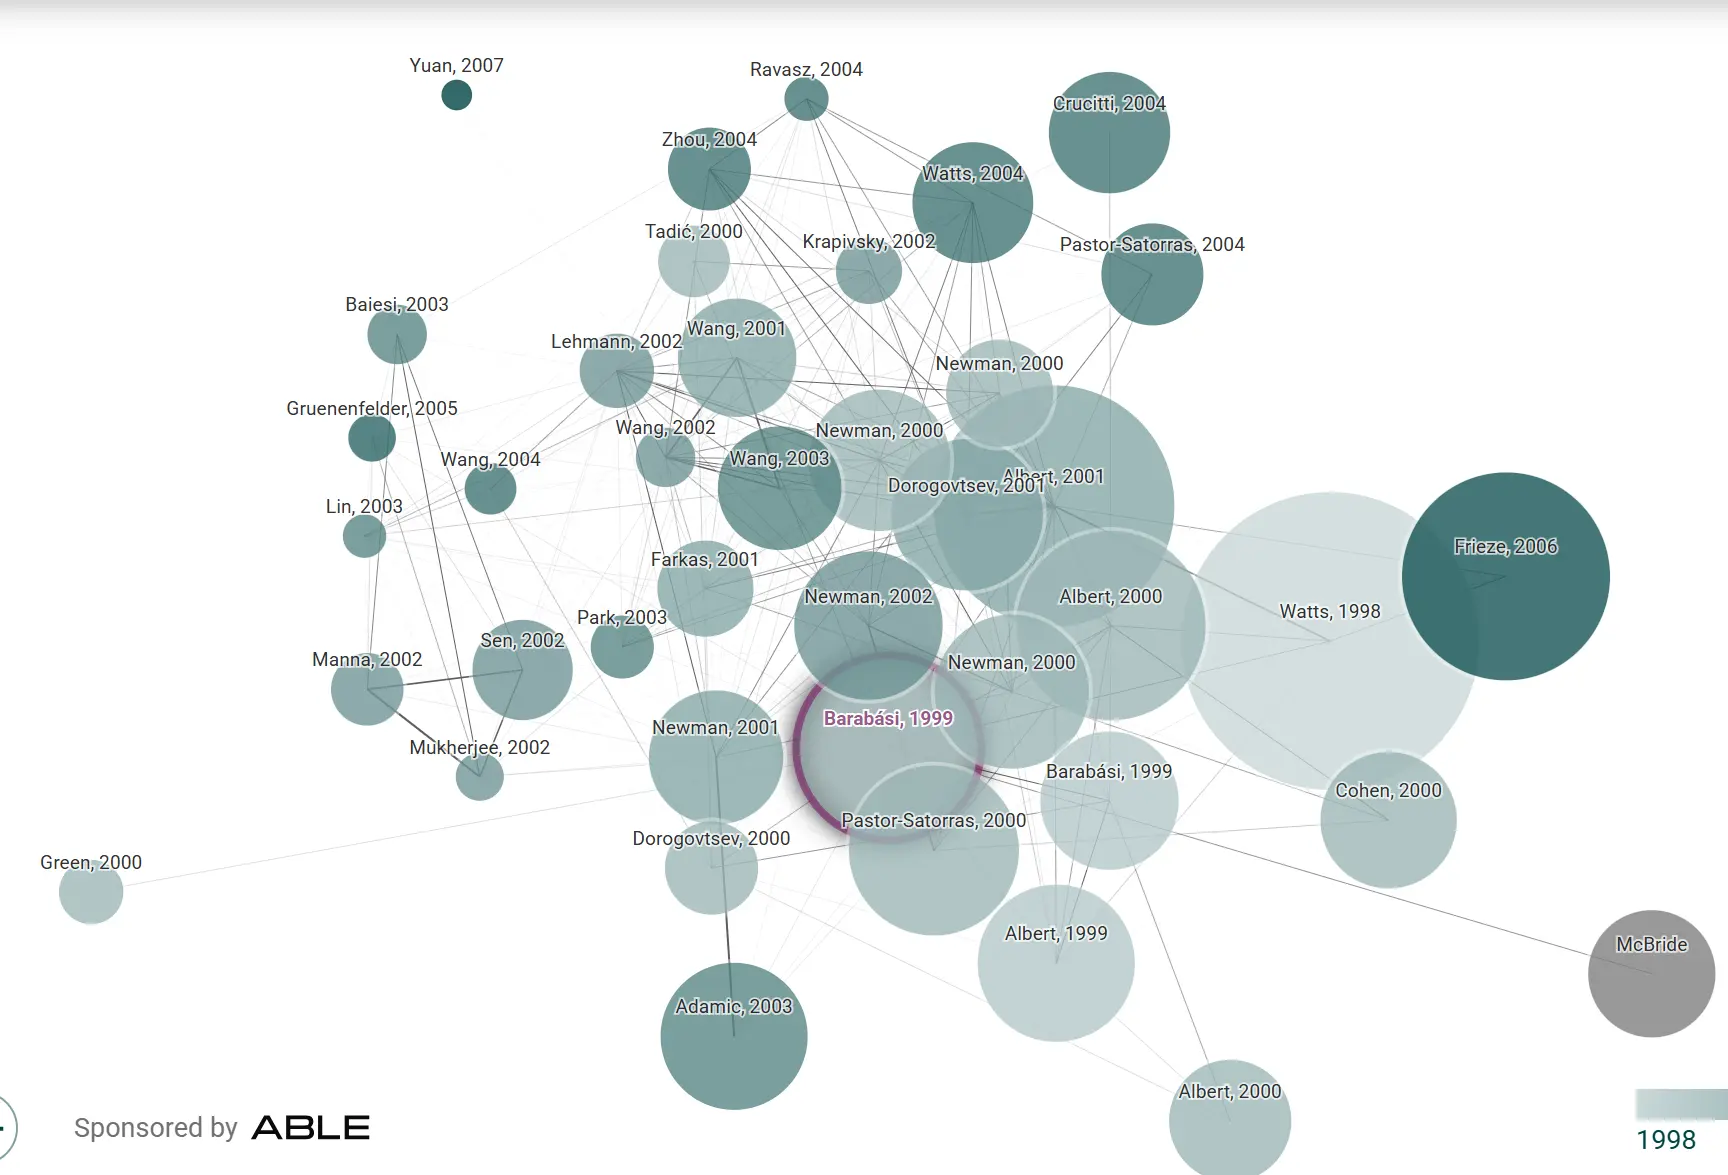 Yuan, 2007
Ravasz, 2004
Crucitti, 2004
Zhou, 2004
Watts, 2004
Tadić, 2000
Krapivsky, 2002
Pastor-Satorras, 2004
Baiesi, 2003
Wang, 2001
Lehmann, 2002
Newman, 2000
Gruenenfelder, 2005
Wang, 2002
Newman, 2000
Wang, 2004
Wang, 2003
Albert, 2001
Dorogovtsev, 2001
Lin, 2003
Frieze, 2006
Farkas, 2001
Newman, 2002
Albert, 2000
Watts, 1998
Park, 2003
Sen, 2002
Manna, 2002
Newman, 2000
Barabási, 1999
Newman, 2001
Mukherjee, 2002
Barabási, 1999
Cohen, 2000
Pastor-Satorras, 2000
Dorogovtsev, 2000
Green, 2000
Albert, 1999
McBride
Adamic, 2003
Albert, 2000
Sponsored by ABLE
1998